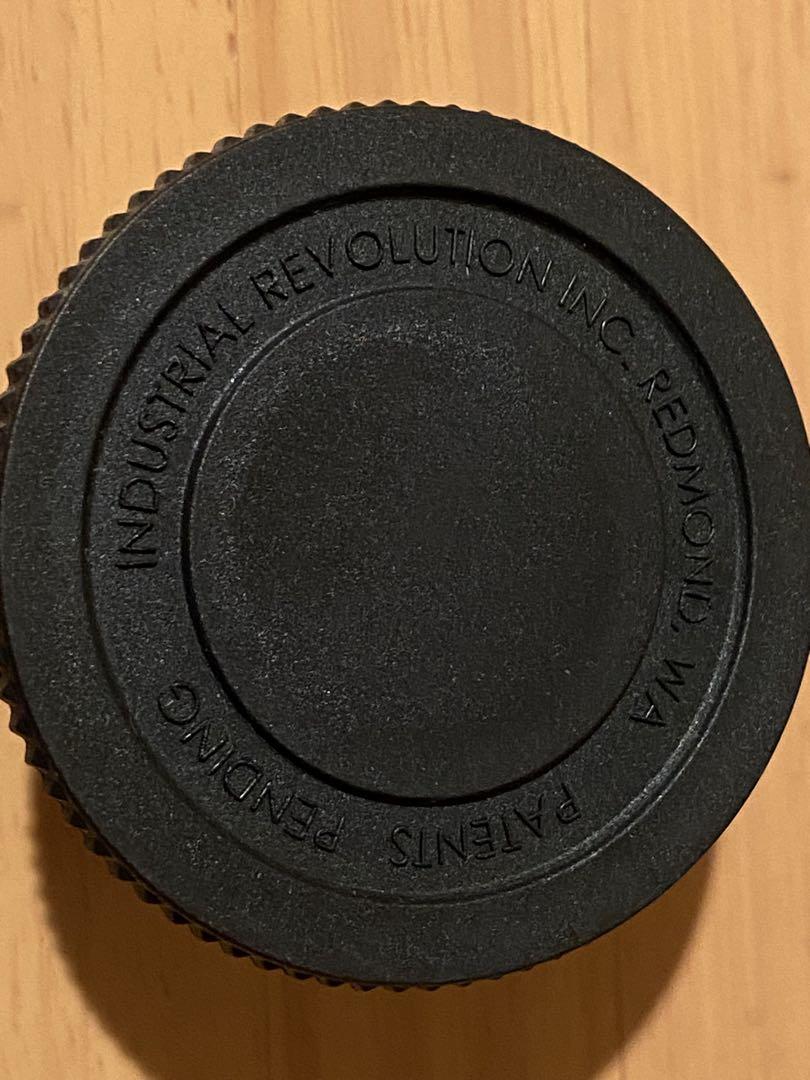 INDUSTRIAL REVOLUTION INC. REDMOND, WA
PATENTS PENDING